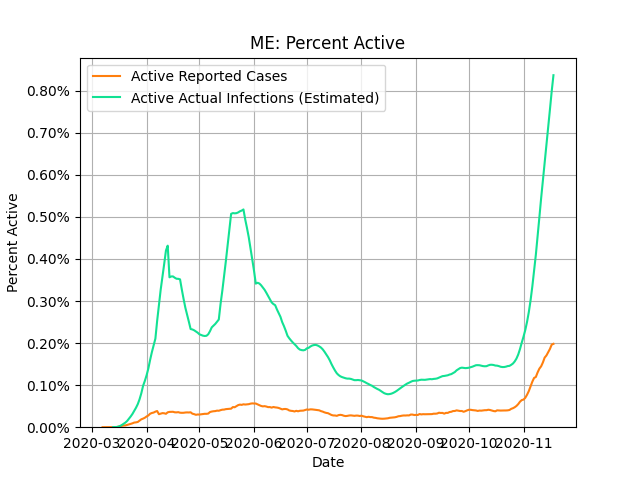 ME: Percent Active
Active Reported Cases
Active Actual Infections (Estimated)
Percent Active
0.80%
0.70%
0.60%
0.50%
0.40%
0.30%
0.20%
0.10%
0.00%
2020-03 2020-04 2020-05 2020-06 2020-07 2020-08 2020-09 2020-10 2020-11
Date